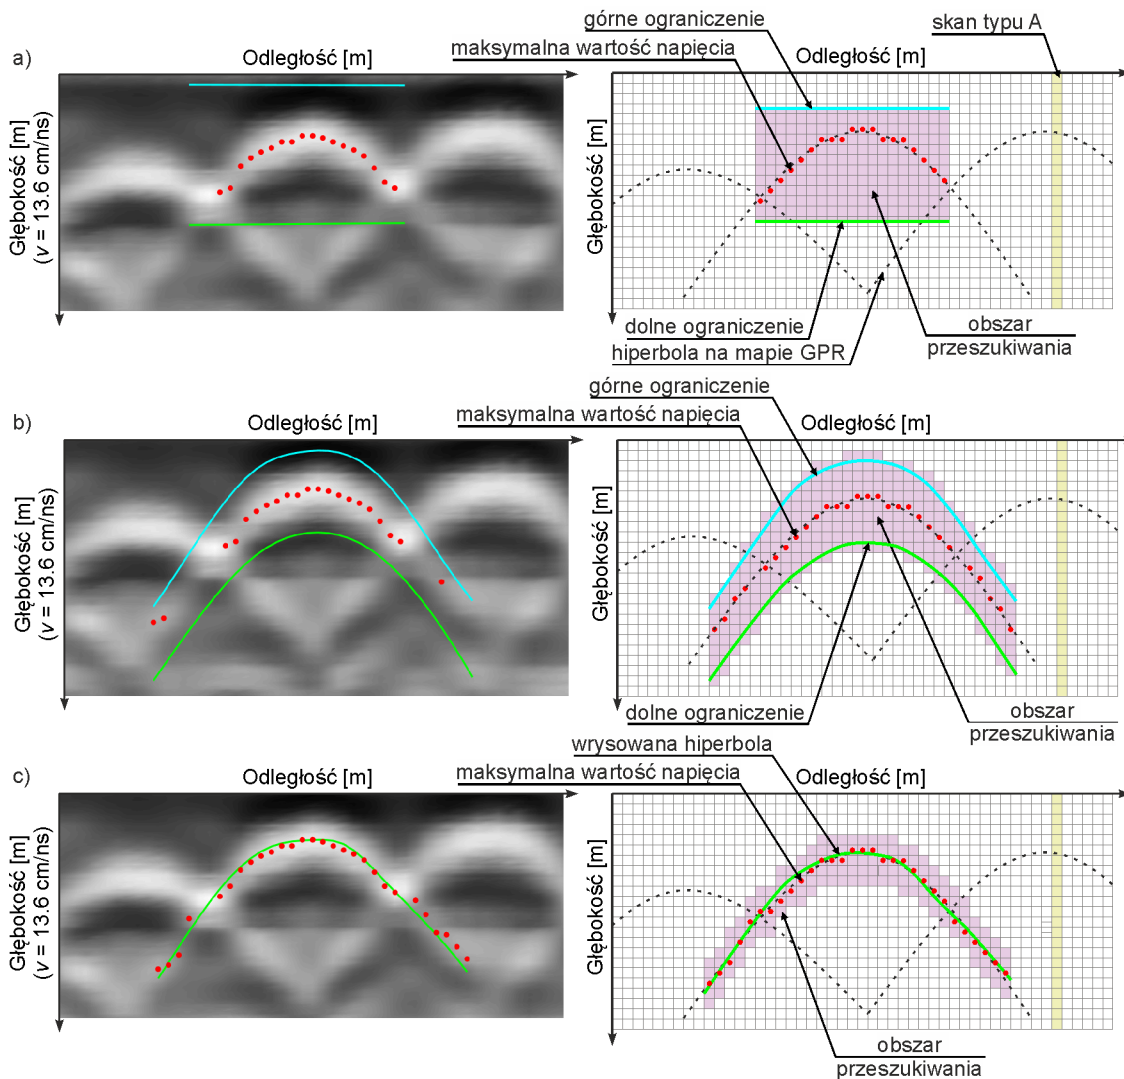 górne ograniczenie
skan typu A
maksymalna wartość napięcia
a)
Odległość [m]
Odległość [m]
Głębokość [m]
(v = 13.6 cm/ns)
Głębokość [m]
dolne ograniczenie
obszar
przeszukiwania
hiperbola na mapie GPR
górne ograniczenie
b)
Odległość [m]
maksymalna wartość napięcia
Odległość [m]
Głębokość [m]
(v = 13.6 cm/ns)
Głębokość [m]
dolne ograniczenie
obszar
przeszukiwania
wrysowana hiperbola
c)
Odległość [m]
maksymalna wartość napięcia
Odległość [m]
Głębokość [m]
(v = 13.6 cm/ns)
Głębokość [m]
obszar
przeszukiwania